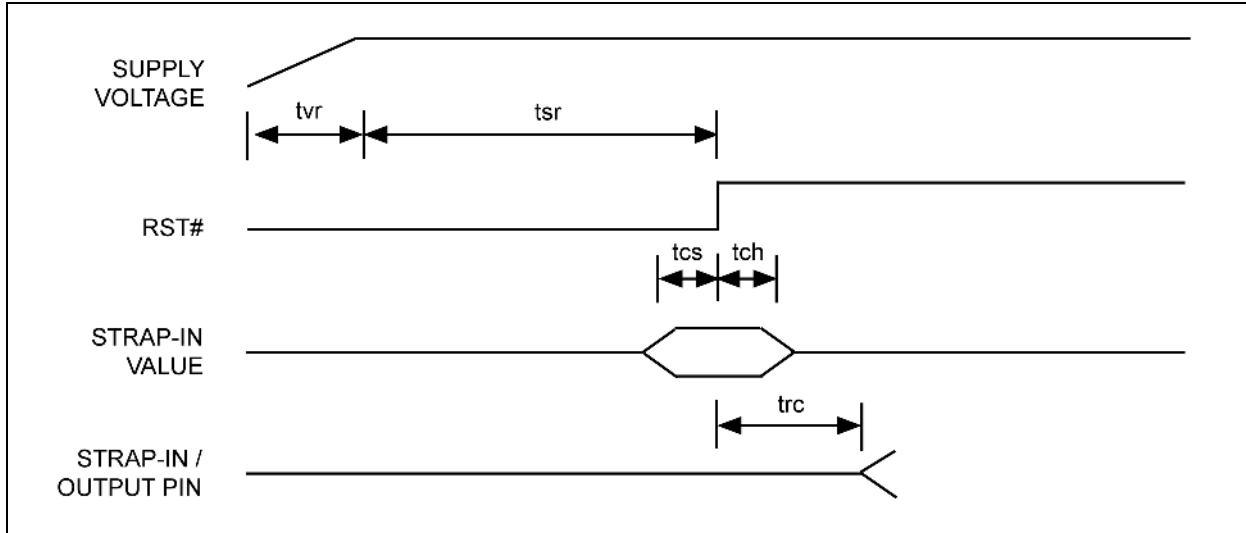 SUPPLY
VOLTAGE
tvr
tsr
RST#
tcs
tch
STRAP-IN
VALUE
trc
STRAP-IN /
OUTPUT PIN